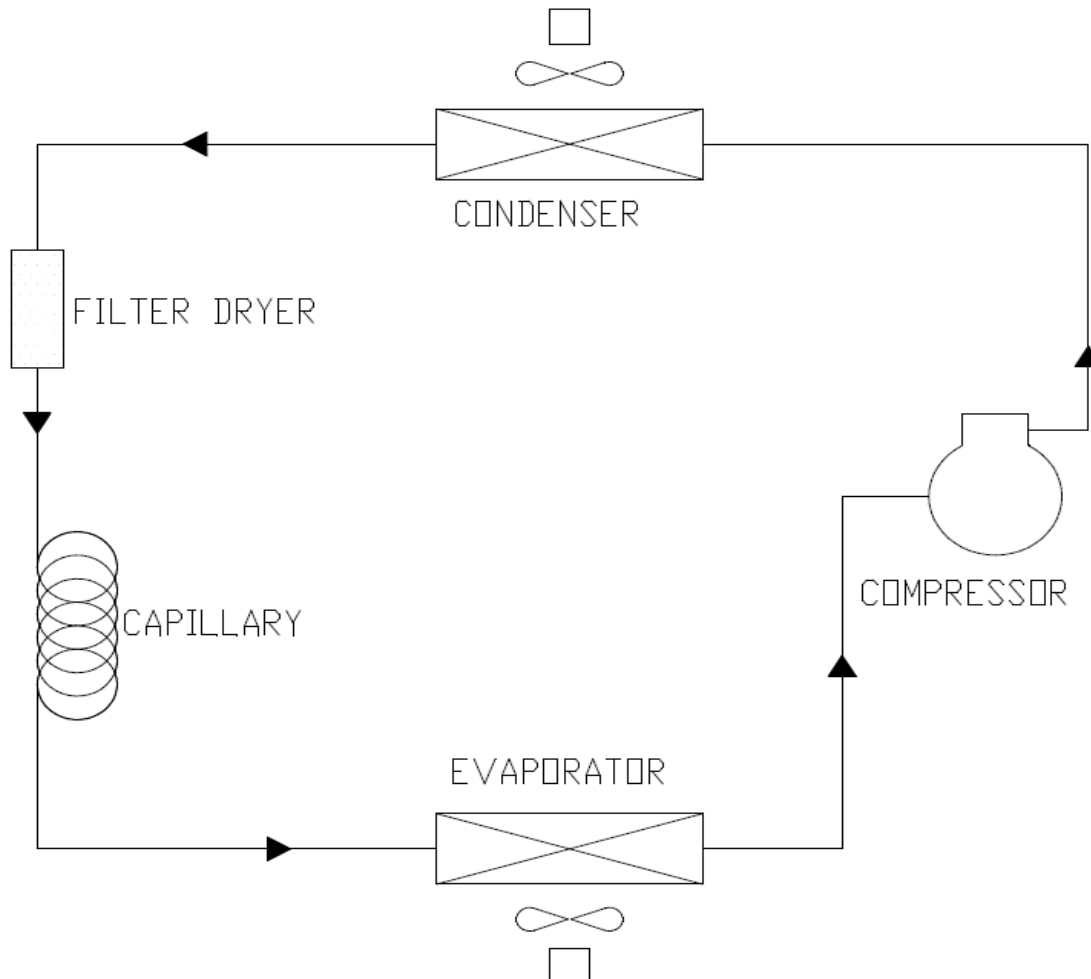 CONDENSER
FILTER DRYER
COMPRESSOR
CAPILLARY
EVAPORATOR